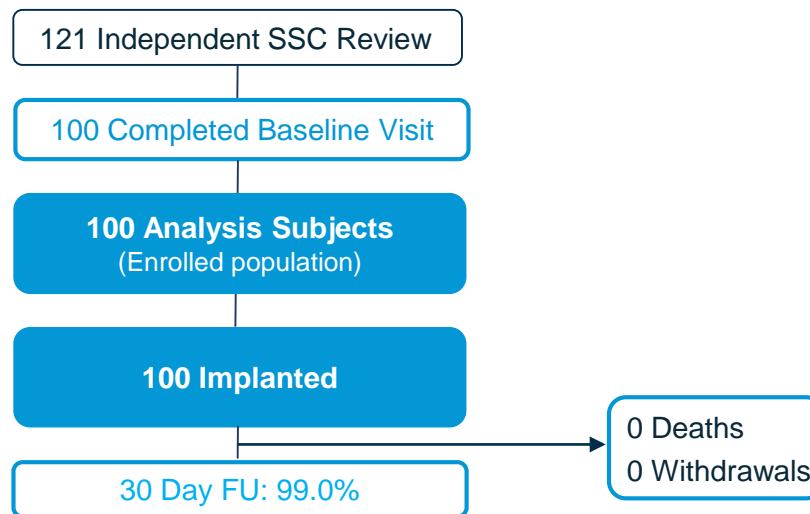 121 Independent SSC Review
100 Completed Baseline Visit
100 Analysis Subjects
(Enrolled population)
100 Implanted
0 Deaths
0 Withdrawals
30 Day FU: 99.0%